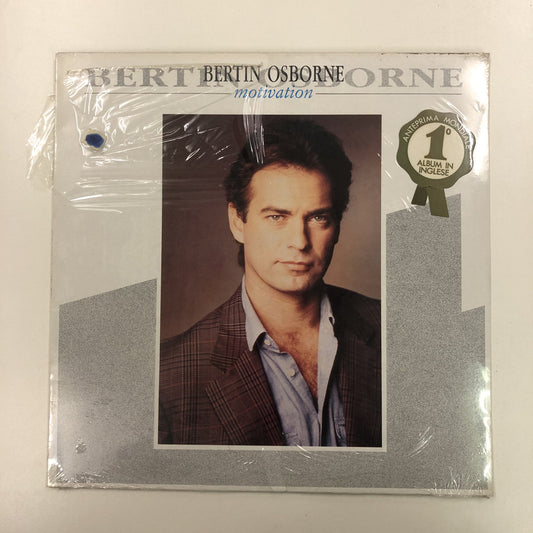 BERTIN OSBORNE
BERTIN OSBORNE
motivation
ANTEPRIMA MONDIALE
1°
ALBUM IN
INGLESE